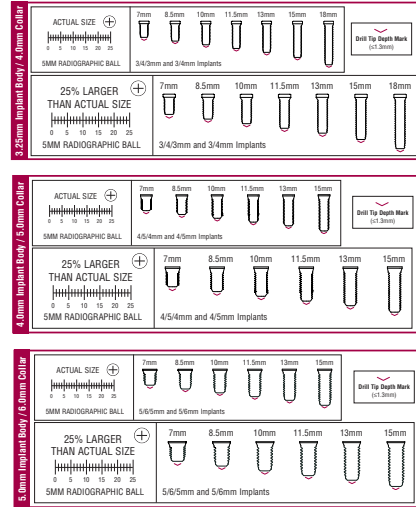 3.25mm Implant Body / 4.0mm Collar
ACTUAL SIZE
0 5 10 15 20 25
5MM RADIOGRAPHIC BALL
7mm 8.5mm 10mm 11.5mm 13mm 15mm 18mm
3/4/3mm and 3/4mm Implants
Drill Tip Depth Mark
(≤1.3mm)
25% LARGER
THAN ACTUAL SIZE
0 5 10 15 20 25
5MM RADIOGRAPHIC BALL
7mm 8.5mm 10mm 11.5mm 13mm 15mm 18mm
3/4/3mm and 3/4mm Implants
4.0mm Implant Body / 5.0mm Collar
ACTUAL SIZE
0 5 10 15 20 25
5MM RADIOGRAPHIC BALL
7mm 8.5mm 10mm 11.5mm 13mm 15mm
4/5/4mm and 4/5mm Implants
Drill Tip Depth Mark
(≤1.3mm)
25% LARGER
THAN ACTUAL SIZE
0 5 10 15 20 25
5MM RADIOGRAPHIC BALL
7mm 8.5mm 10mm 11.5mm 13mm 15mm
4/5/4mm and 4/5mm Implants
5.0mm Implant Body / 6.0mm Collar
ACTUAL SIZE
0 5 10 15 20 25
5MM RADIOGRAPHIC BALL
7mm 8.5mm 10mm 11.5mm 13mm 15mm
5/6/5mm and 5/6mm Implants
Drill Tip Depth Mark
(≤1.3mm)
25% LARGER
THAN ACTUAL SIZE
0 5 10 15 20 25
5MM RADIOGRAPHIC BALL
7mm 8.5mm 10mm 11.5mm 13mm 15mm
5/6/5mm and 5/6mm Implants